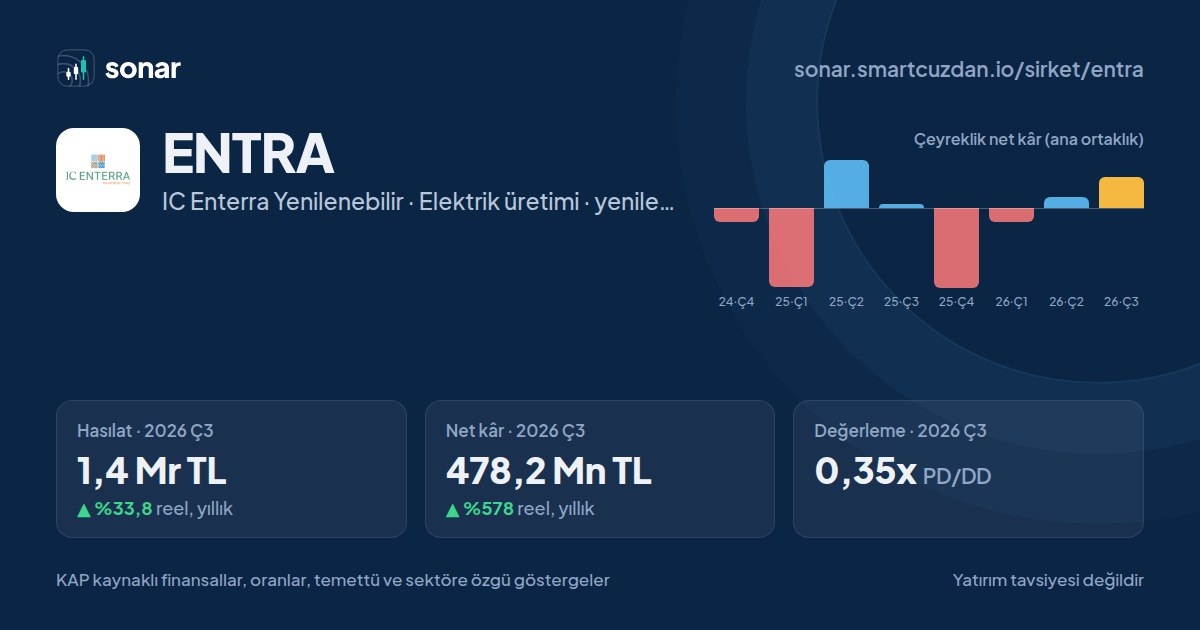 sonar
sonar.smartcuzdan.io/sirket/entra
IC ENTERRA
ENTRA
IC Enterra Yenilenebilir · Elektrik üretimi · yenile...
Çeyreklik net kâr (ana ortaklık)
24·Ç4 25·Ç1 25·Ç2 25·Ç3 25·Ç4 26·Ç1 26·Ç2 26·Ç3
Hasılat · 2026 Ç3
1,4 Mr TL
▲ %33,8 reel, yıllık
Net kâr · 2026 Ç3
478,2 Mn TL
▲ %578 reel, yıllık
Değerleme · 2026 Ç3
0,35x PD/DD
KAP kaynaklı finansallar, oranlar, temettü ve sektöre özgü göstergeler
Yatırım tavsiyesi değildir